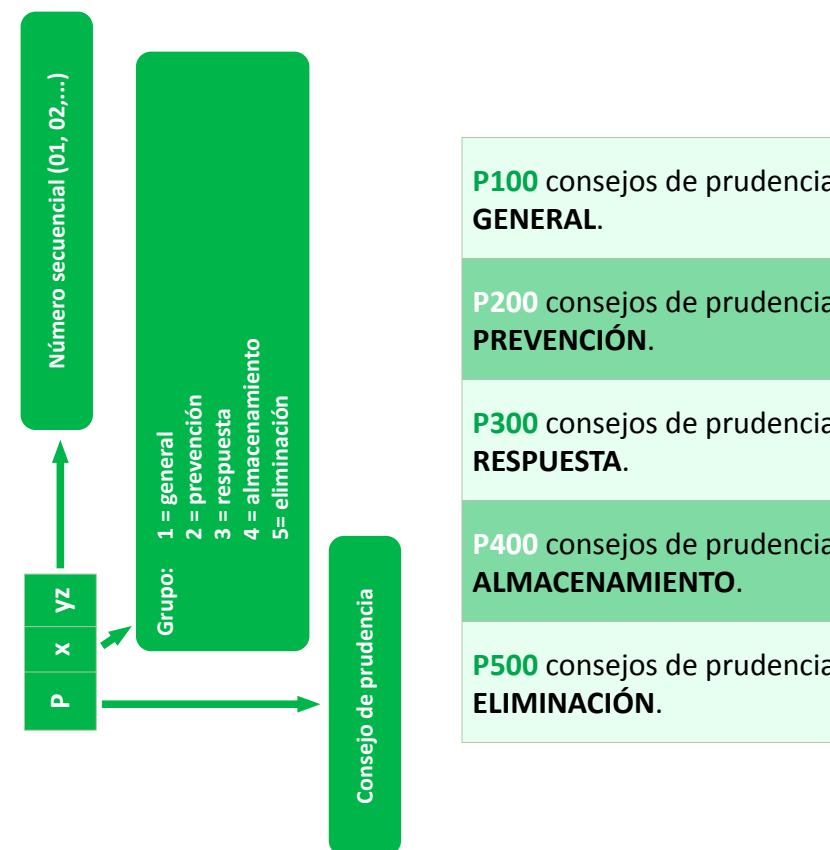 Número secuencial (01, 02,...)
Grupo: 1 = general
2 = prevención
3 = respuesta
4 = almacenamiento
5= eliminación
P x yz
Consejo de prudencia
P100 consejos de prudencia
GENERAL.
P200 consejos de prudencia
PREVENCIÓN.
P300 consejos de prudencia
RESPUESTA.
P400 consejos de prudencia
ALMACENAMIENTO.
P500 consejos de prudencia
ELIMINACIÓN.